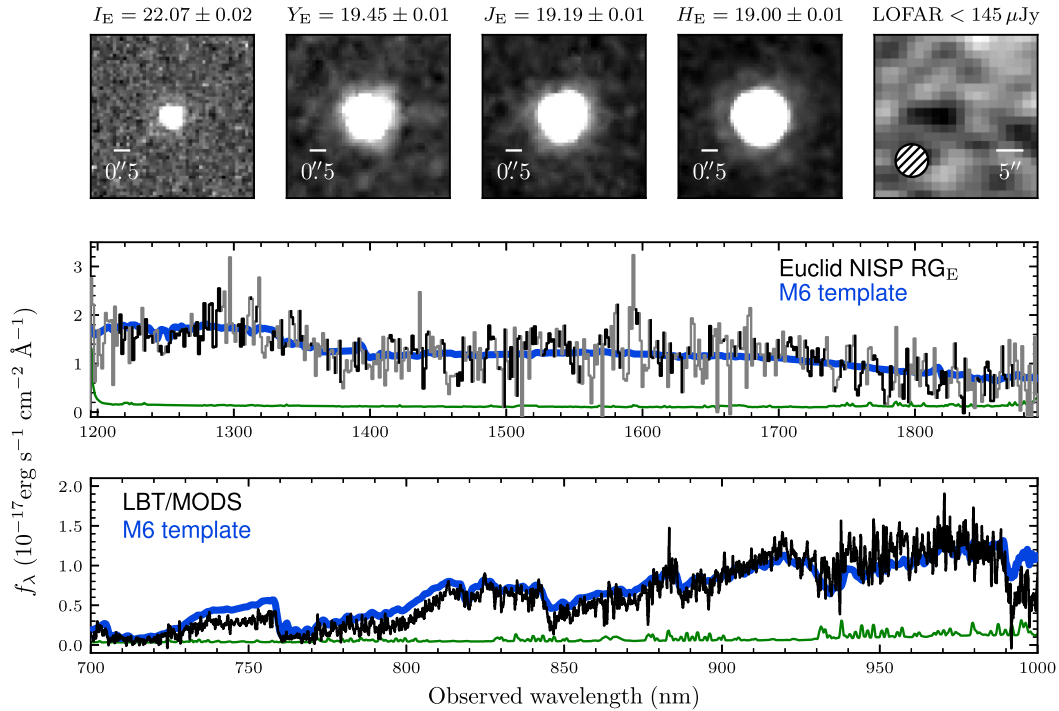 I_E = 22.07 ± 0.02
Y_E = 19.45 ± 0.01
J_E = 19.19 ± 0.01
H_E = 19.00 ± 0.01
LOFAR < 145 μJy
0″.5
0″.5
0″.5
0″.5
5″
Euclid NISP RG_E
M6 template
3
2
1
0
1200 1300 1400 1500 1600 1700 1800
f_λ (10⁻¹⁷erg s⁻¹ cm⁻² Å⁻¹)
LBT/MODS
M6 template
2.0
1.5
1.0
0.5
0.0
700 750 800 850 900 950 1000
Observed wavelength (nm)